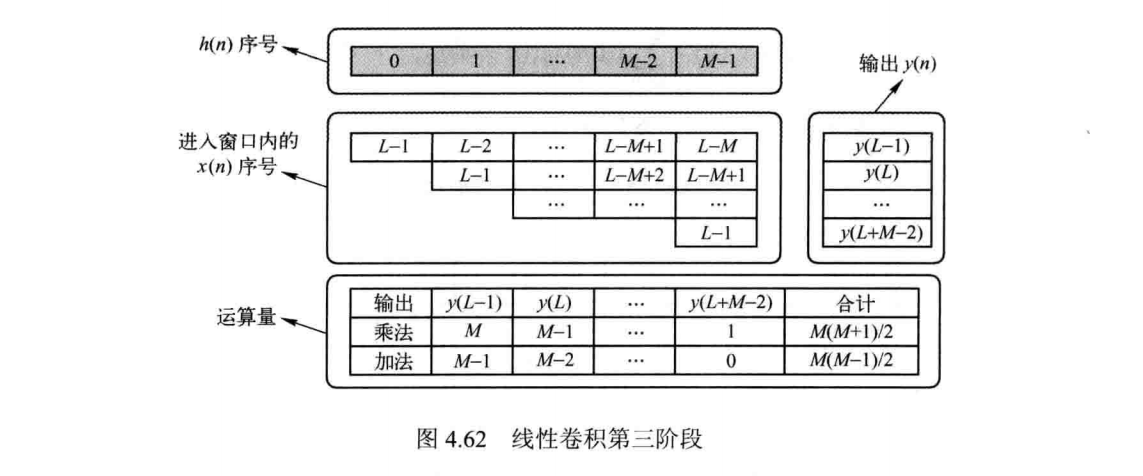 h(n) 序号
0 1 … M–2 M–1
输出 y(n)
进入窗口内的
x(n) 序号
L–1 L–2 … L–M+1 L–M
L–1 … L–M+2 L–M+1
… … …
L–1
y(L–1)
y(L)
…
y(L+M–2)
运算量
输出 y(L–1) y(L) … y(L+M–2) 合计
乘法 M M–1 … 1 M(M+1)/2
加法 M–1 M–2 … 0 M(M–1)/2
图 4.62 线性卷积第三阶段